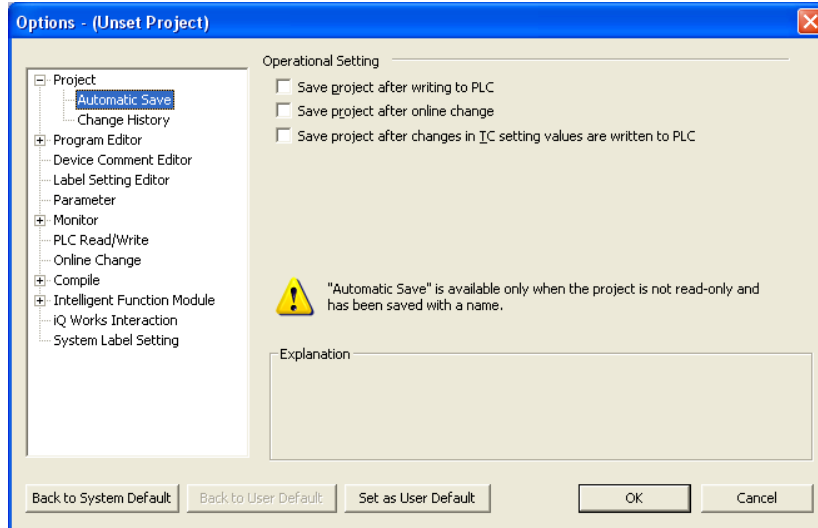 Options - (Unset Project)
Project
Automatic Save
Change History
Program Editor
Device Comment Editor
Label Setting Editor
Parameter
Monitor
PLC Read/Write
Online Change
Compile
Intelligent Function Module
iQ Works Interaction
System Label Setting
Operational Setting
Save project after writing to PLC
Save project after online change
Save project after changes in TC setting values are written to PLC
"Automatic Save" is available only when the project is not read-only and
has been saved with a name.
Explanation
Back to System Default
Back to User Default
Set as User Default
OK
Cancel